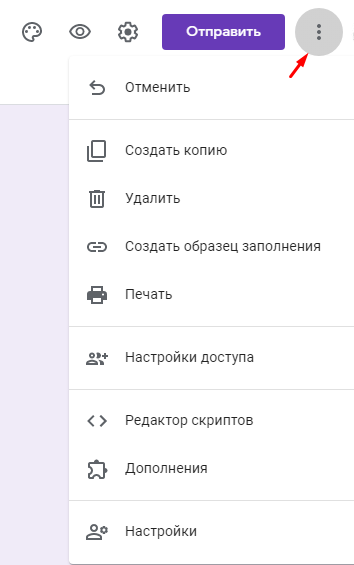 Отправить
Отменить
Создать копию
Удалить
Создать образец заполнения
Печать
Настройки доступа
Редактор скриптов
Дополнения
Настройки